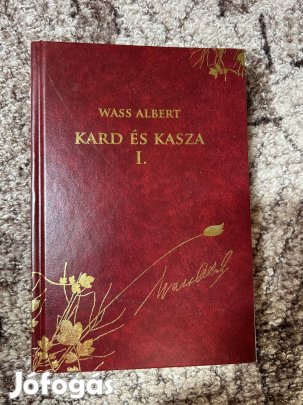 WASS ALBERT
KARD ÉS KASZA
I.
Jófogás